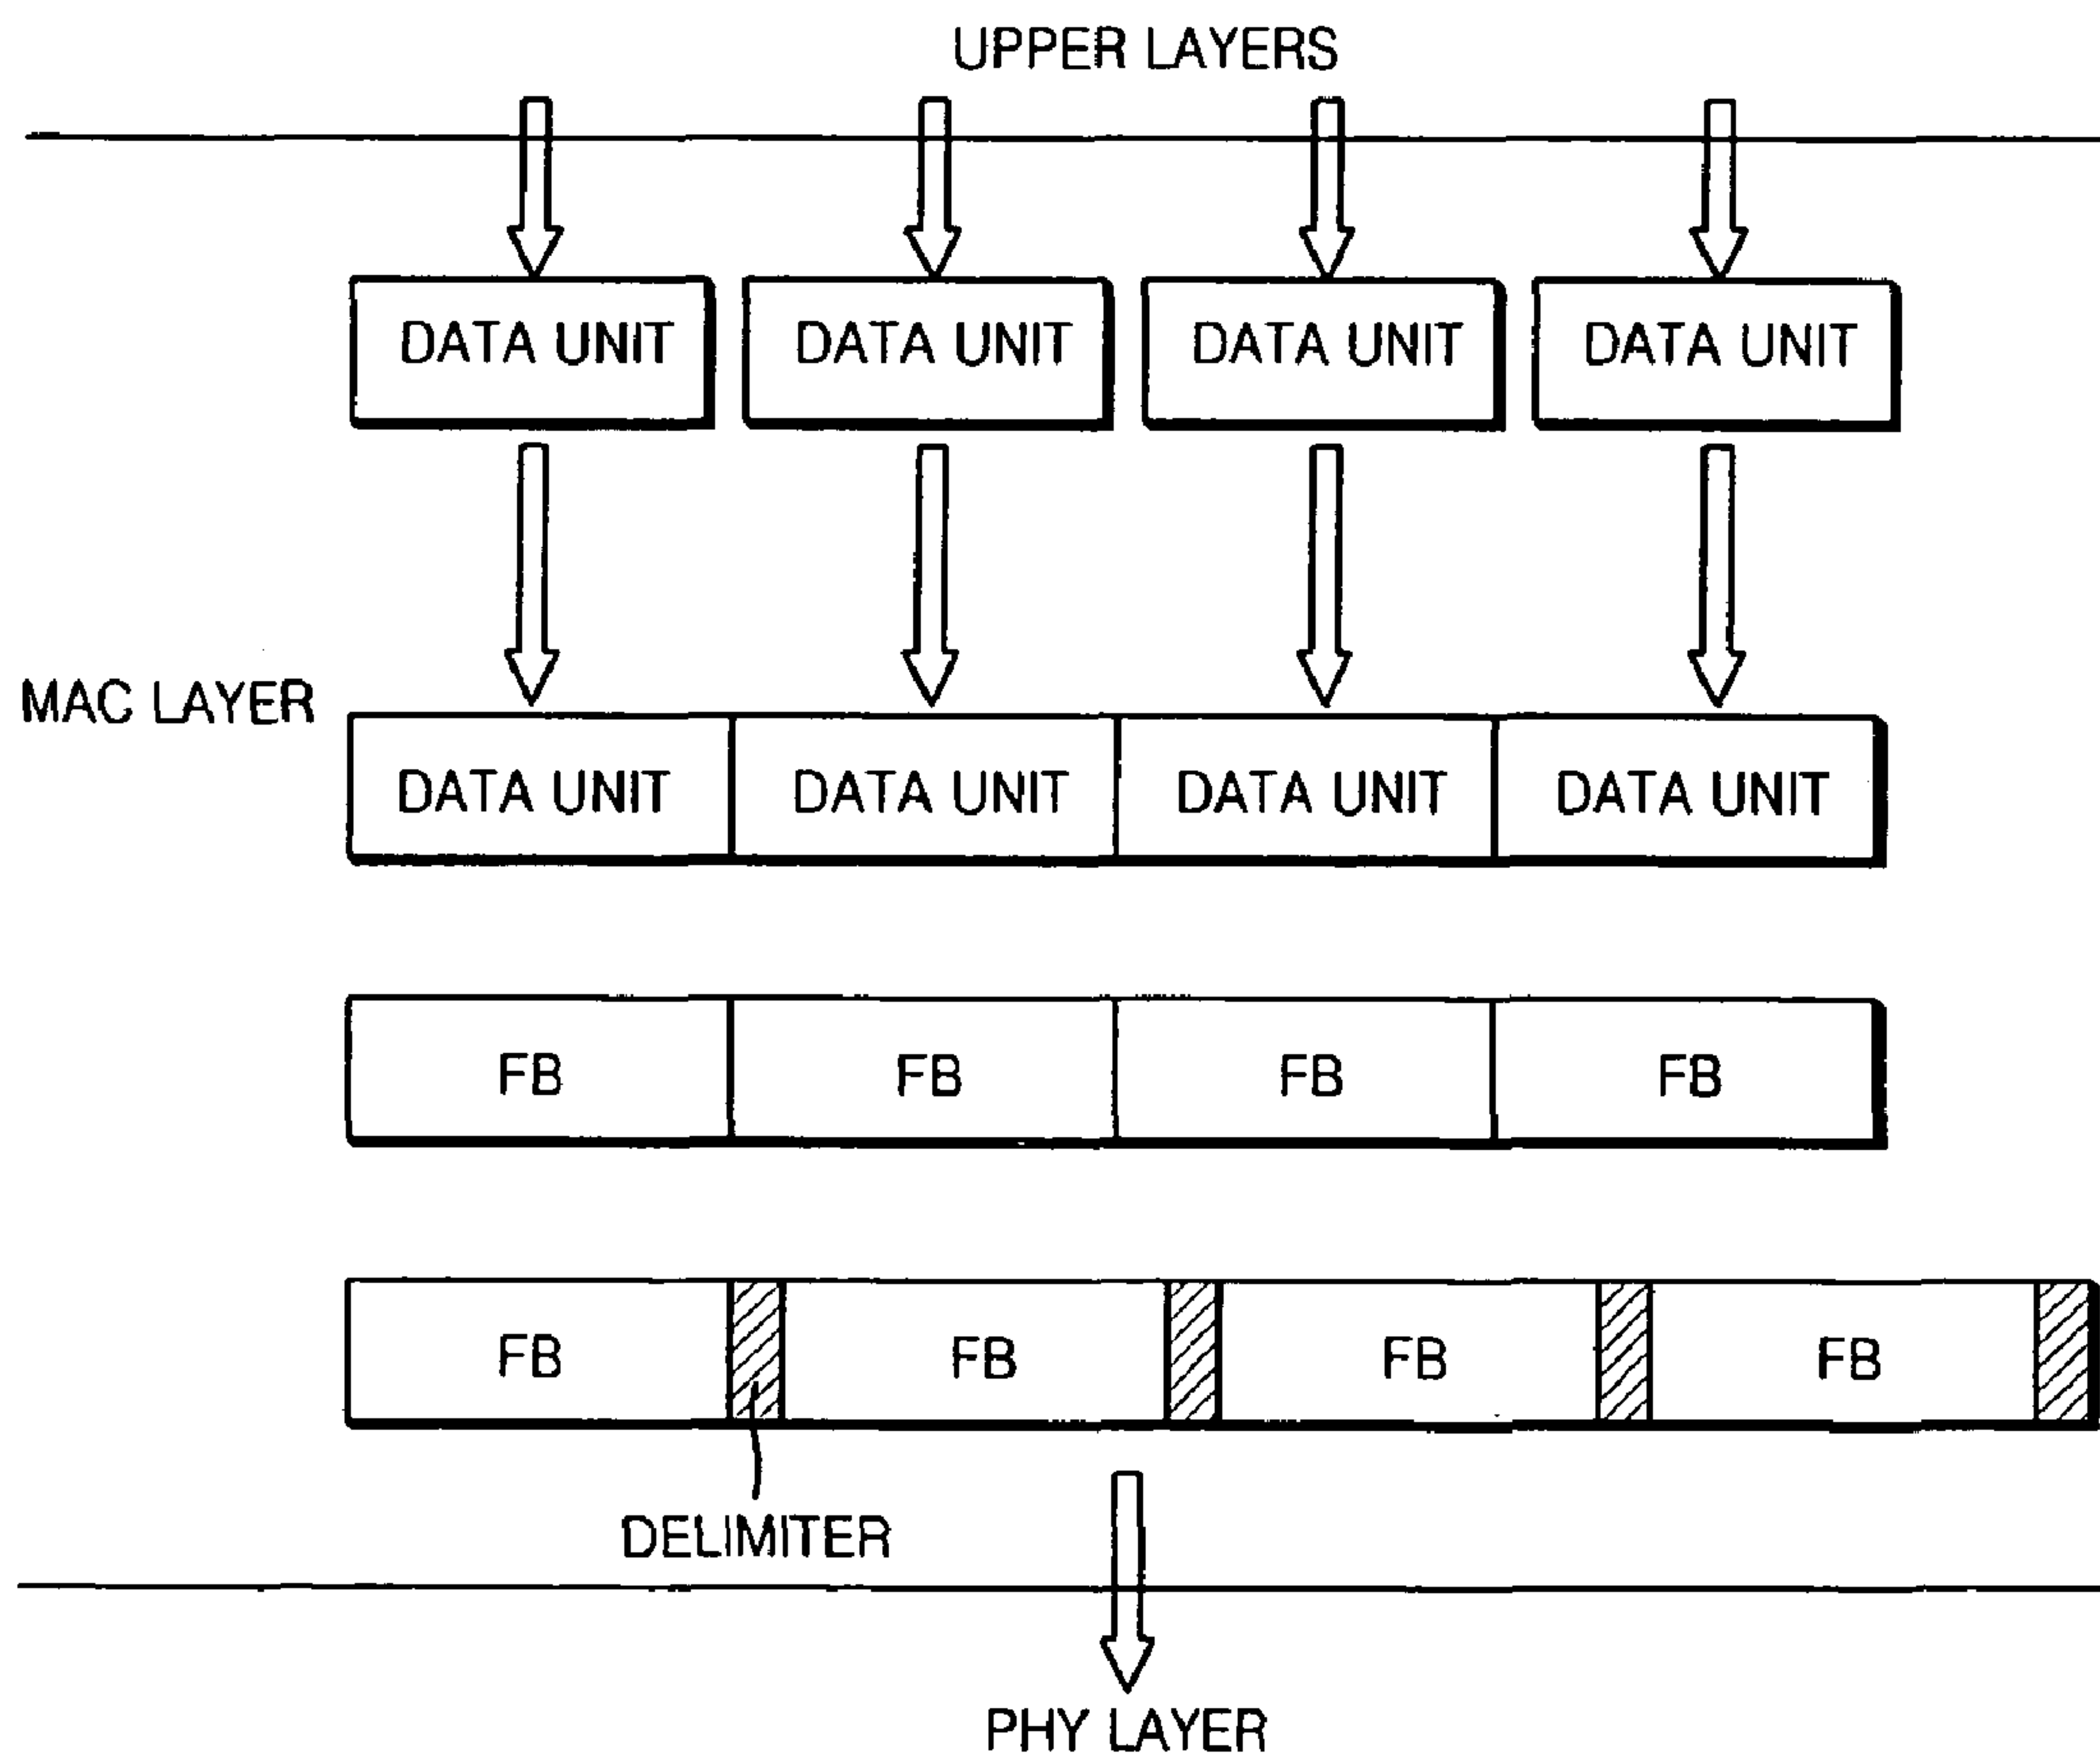 UPPER LAYERS
DATA UNIT DATA UNIT DATA UNIT DATA UNIT
MAC LAYER
DATA UNIT DATA UNIT DATA UNIT DATA UNIT
FB FB FB FB
FB FB FB FB
DELIMITER
PHY LAYER